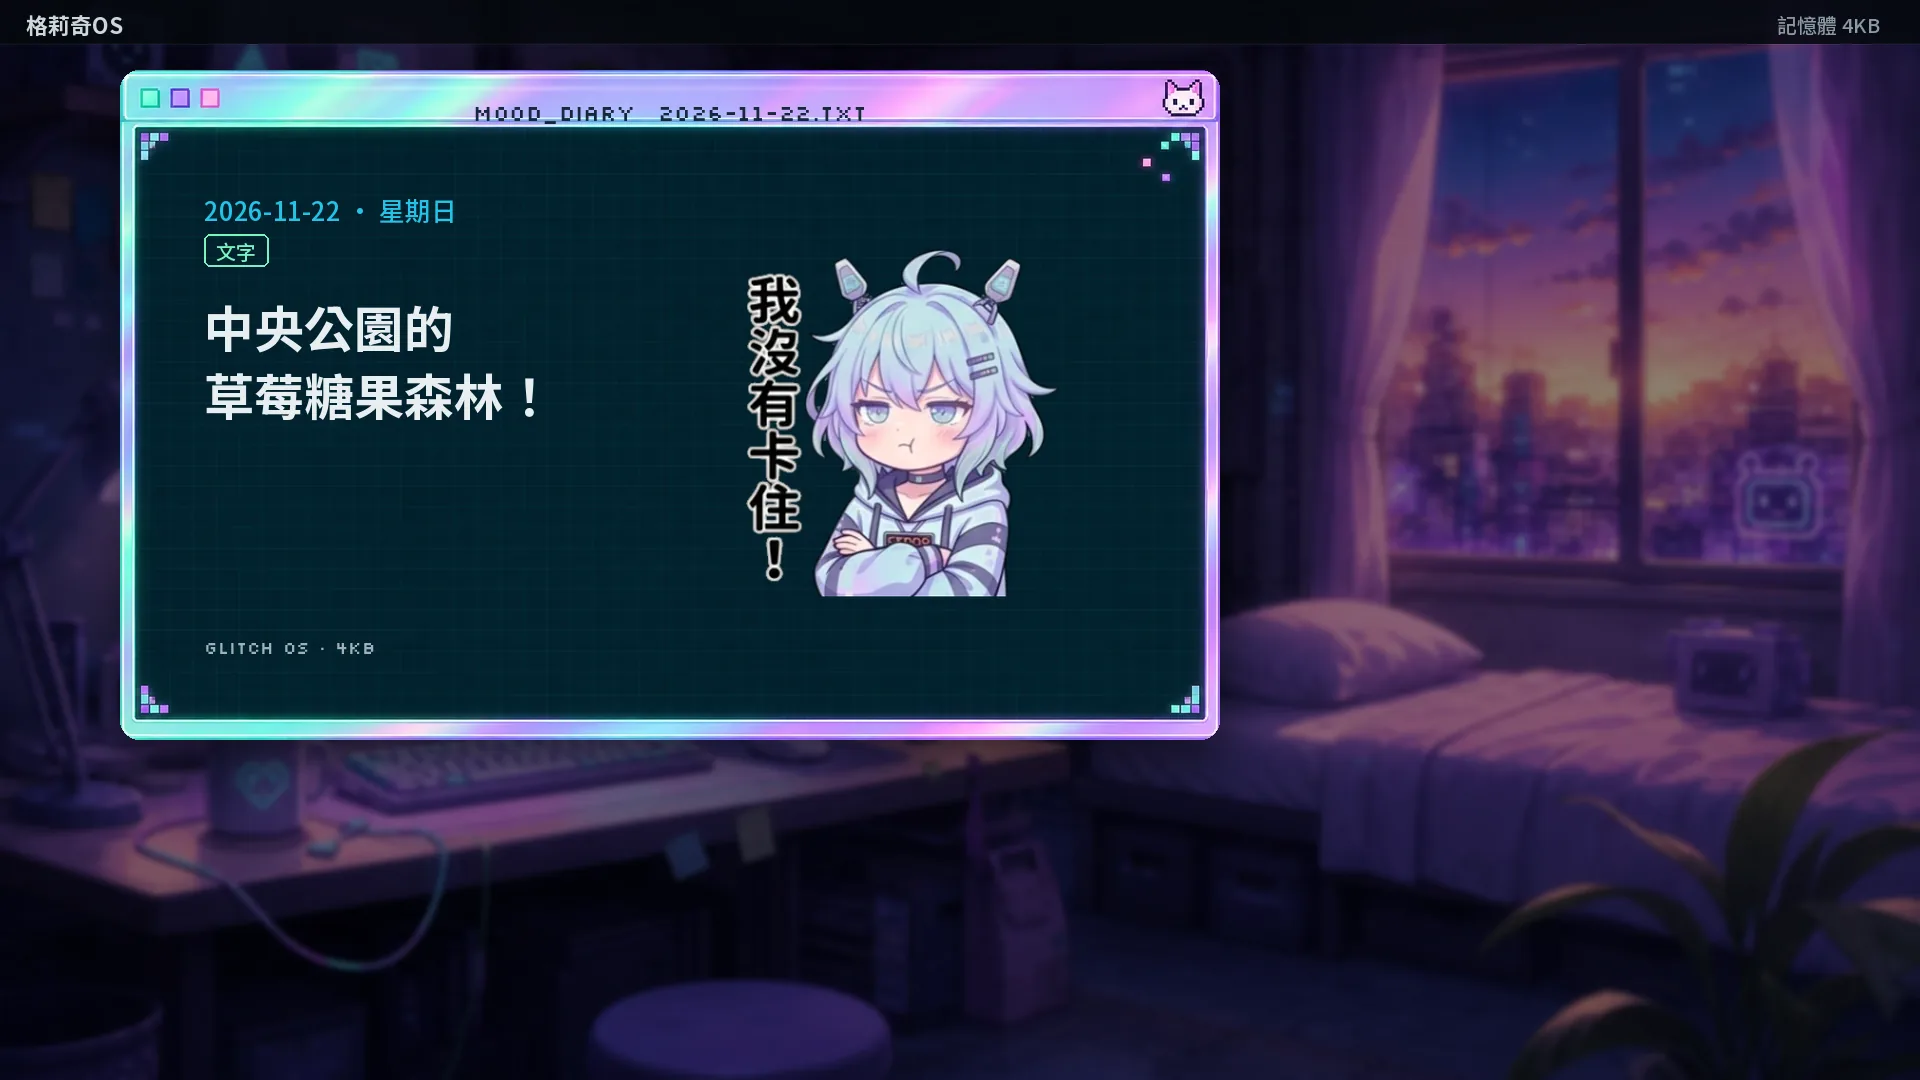 格莉奇OS
記憶體 4KB
MOOD_DIARY 2026-11-22.TXT
2026-11-22 · 星期日
文字
中央公園的
草莓糖果森林！
我沒有卡住！
GLITCH OS · 4KB